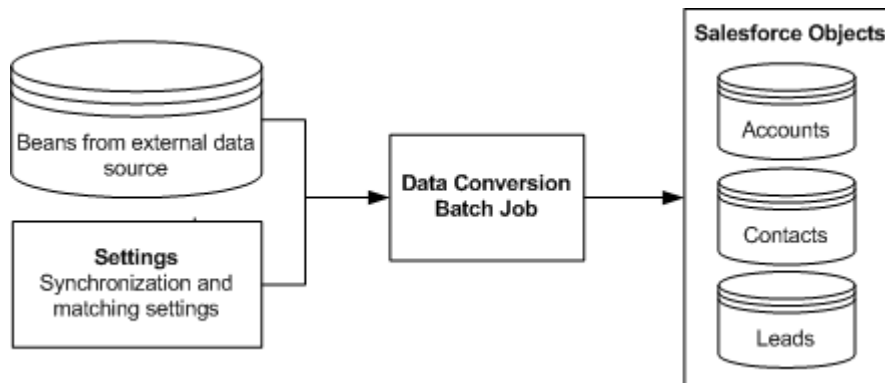 Beans from external data
source
Settings
Synchronization and
matching settings
Data Conversion
Batch Job
Salesforce Objects
Accounts
Contacts
Leads